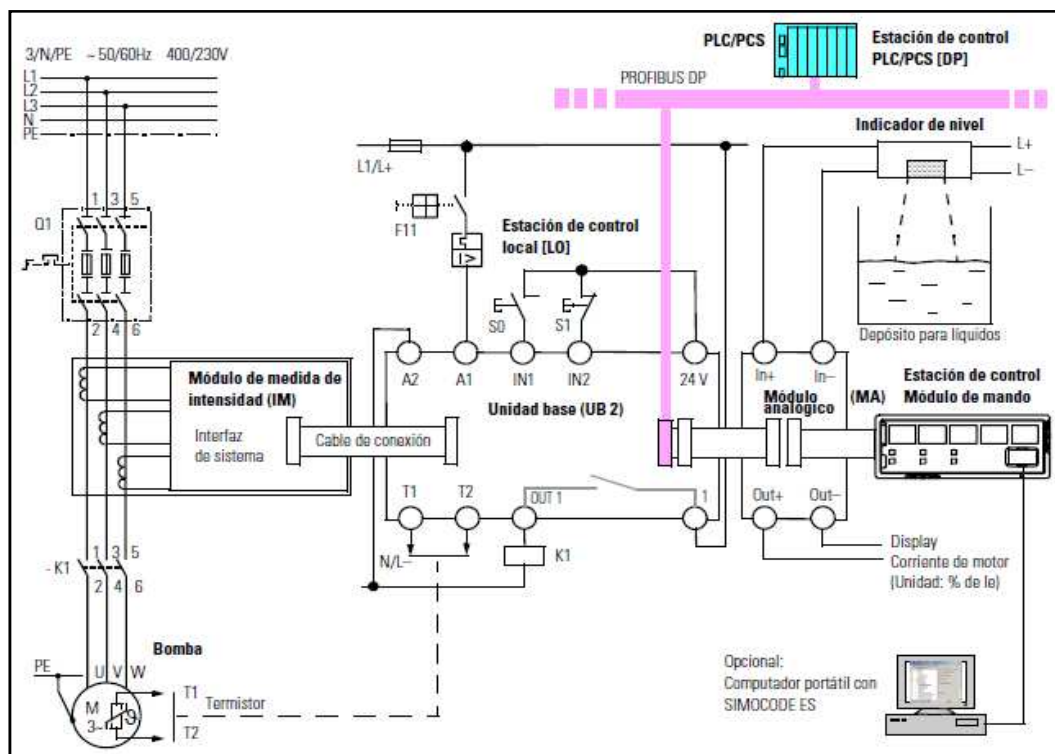 3/N/PE ~ 50/60Hz 400/230V
L1
L2
L3
N
PE
PLC/PCS
Estación de control
PLC/PCS [DP]
PROFIBUS DP
Indicador de nivel
L+
L–
L1/L+
F11
I>
Estación de control
local [LO]
S0
S1
Depósito para líquidos
1 3 5
Q1
2 4 6
A2
A1
IN1
IN2
24 V
In+
In–
Módulo de medida de
intensidad (IM)
Interfaz
de sistema
Cable de conexión
Unidad base (UB 2)
Módulo (MA)
analógico
Estación de control
Módulo de mando
T1
T2
OUT 1
1
Out+
Out–
N/L–
K1
Display
Corriente de motor
(Unidad: % de Ie)
1 3 5
- K1
2 4 6
Bomba
PE
U V W
M
3~
T1
T2
Termistor
Opcional:
Computador portátil con
SIMOCODE ES